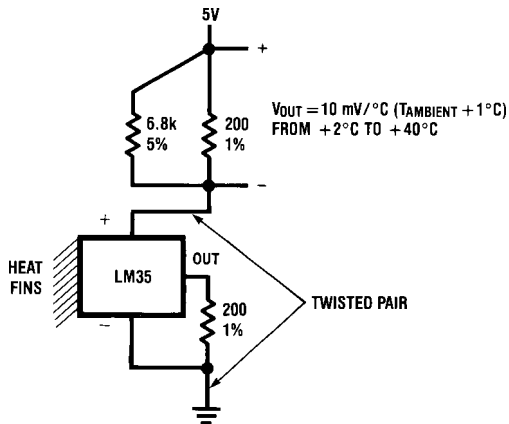 5V
+
6.8k
5%
200
1%
VOUT = 10 mV/°C (TAMBIENT + 1°C)
FROM +2°C TO +40°C
−
+
HEAT
FINS
LM35
OUT
−
200
1%
TWISTED PAIR